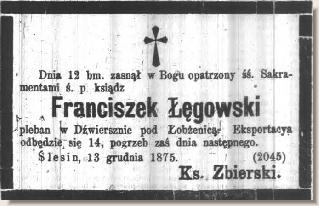 Dnia 12 bm. zasnął w Bogu opatrzony śś. Sakra-
mentami ś. p. ksiądz
Franciszek Łęgowski
pleban w Dźwiersznie pod Łobżenicą. Eksportacya
odbędzie się 14, pogrzeb zaś dnia następnego.
Ślesin, 13 grudnia 1875. (2045)
Ks. Zbierski.